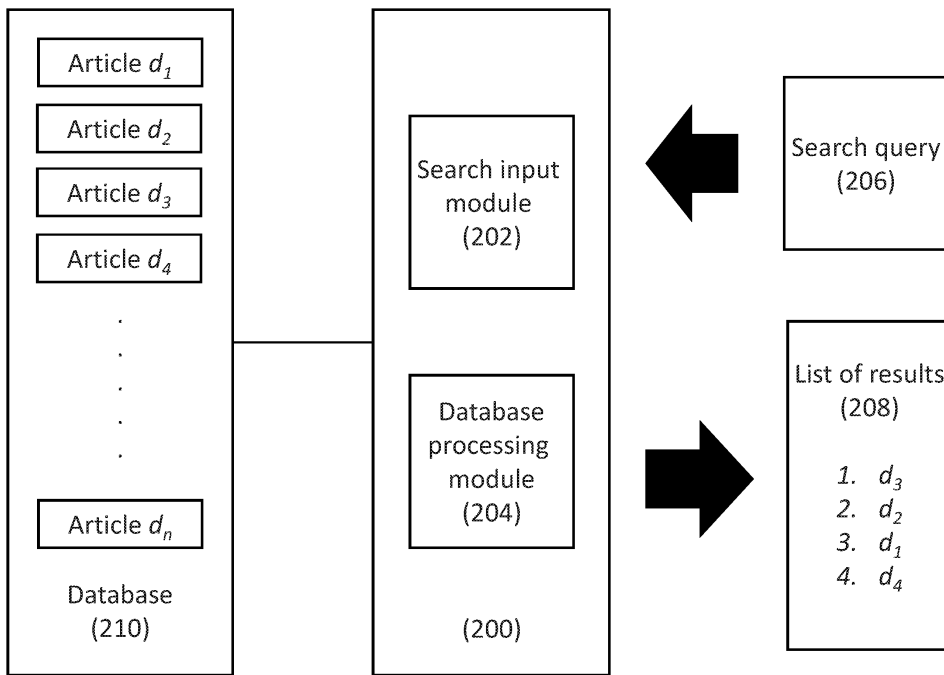 Article d1
Article d2
Article d3
Article d4
.
.
.
.
.
Article dn
Database
(210)
Search input
module
(202)
Database
processing
module
(204)
(200)
Search query
(206)
List of results
(208)
1. d3
2. d2
3. d1
4. d4